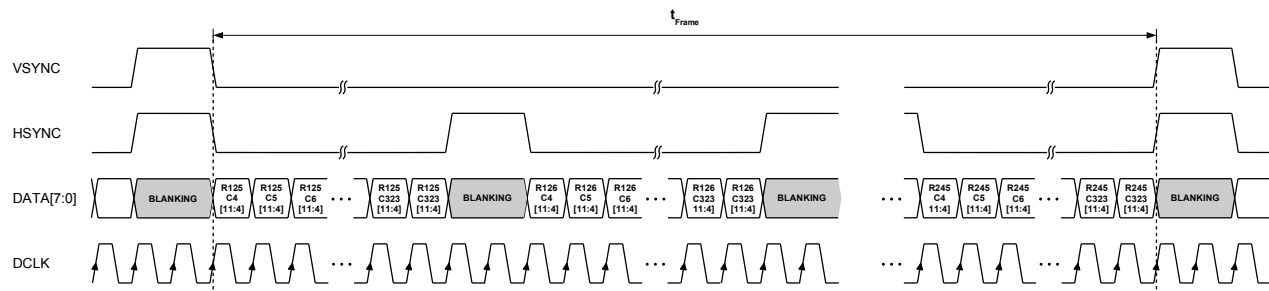 tFrame
VSYNC
HSYNC
DATA[7:0]
BLANKING
R125 C4 [11:4]
R125 C5 [11:4]
R125 C6 [11:4]
• • •
R125 C323 [11:4]
R125 C323 [11:4]
BLANKING
R126 C4 [11:4]
R126 C5 [11:4]
R126 C6 [11:4]
• • •
R126 C323 11:4]
R126 C323 [11:4]
BLANKING
• • •
R245 C4 11:4]
R245 C5 [11:4]
R245 C6 [11:4]
• • •
R245 C323 [11:4]
R245 C323 [11:4]
BLANKING
DCLK
• • •
• • •
• • •
• • •